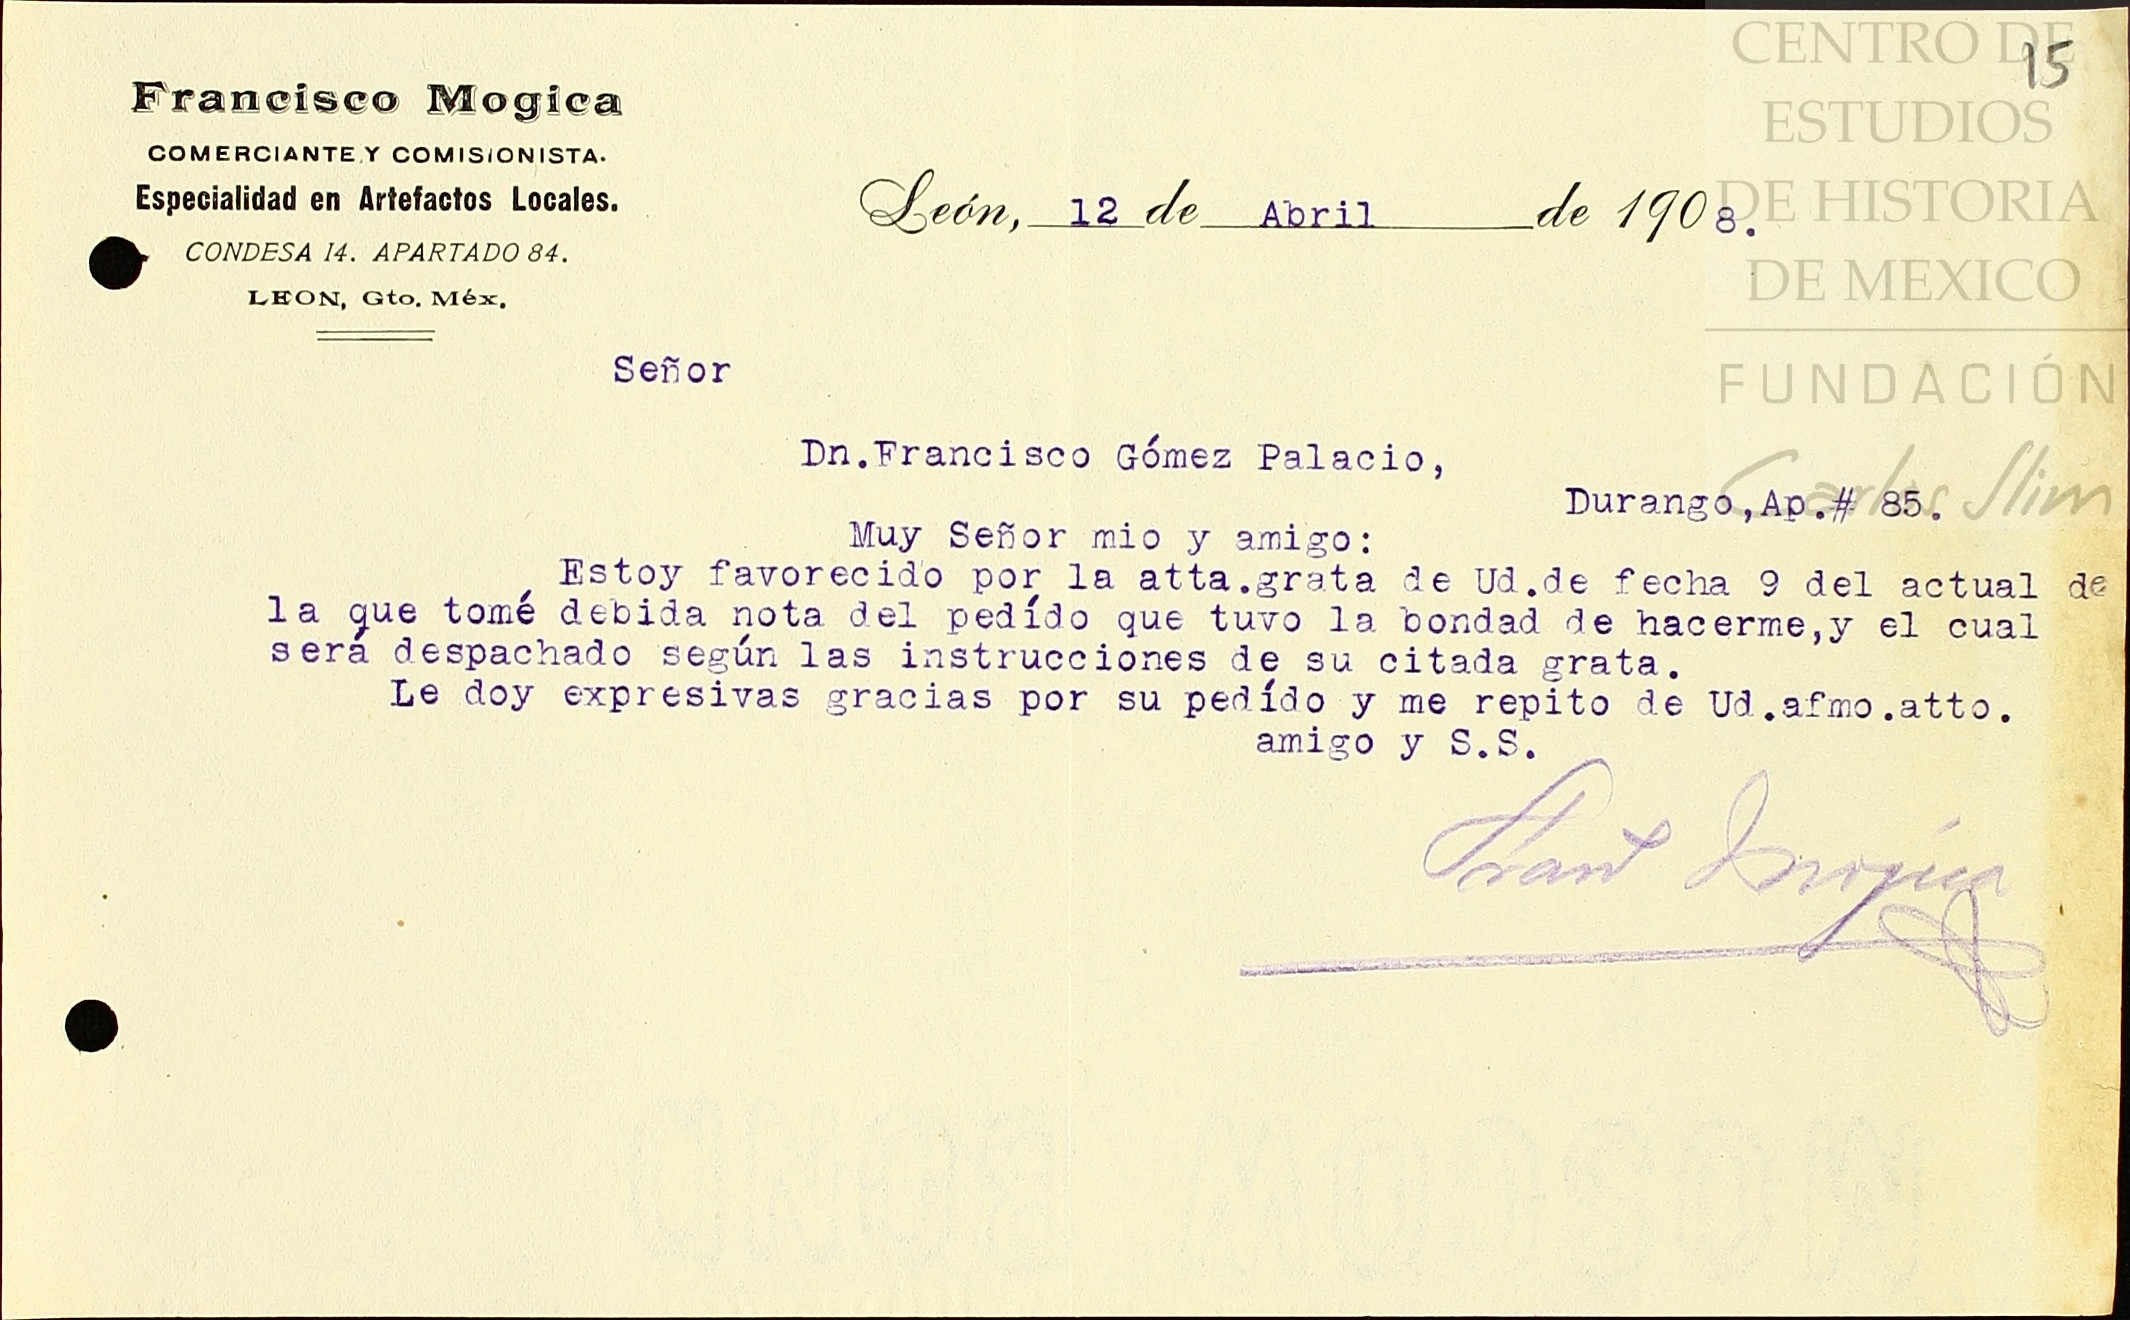 15
Francisco Mogica
COMERCIANTE Y COMISIONISTA.
Especialidad en Artefactos Locales.
CONDESA 14. APARTADO 84.
LEON, Gto. Méx.
León, 12 de Abril de 1908.
Señor
Dn.Francisco Gómez Palacio,
Durango,Ap.# 85.
Muy Señor mio y amigo:
Estoy favorecido por la atta.grata de Ud.de fecha 9 del actual de
la que tomé debida nota del pedído que tuvo la bondad de hacerme,y el cual
será despachado según las instrucciones de su citada grata.
Le doy expresivas gracias por su pedído y me repito de Ud.afmo.atto.
amigo y S.S.
Mogica
CENTRO DE
ESTUDIOS
DE HISTORIA
DE MEXICO
FUNDACIÓN
Carlos Slim